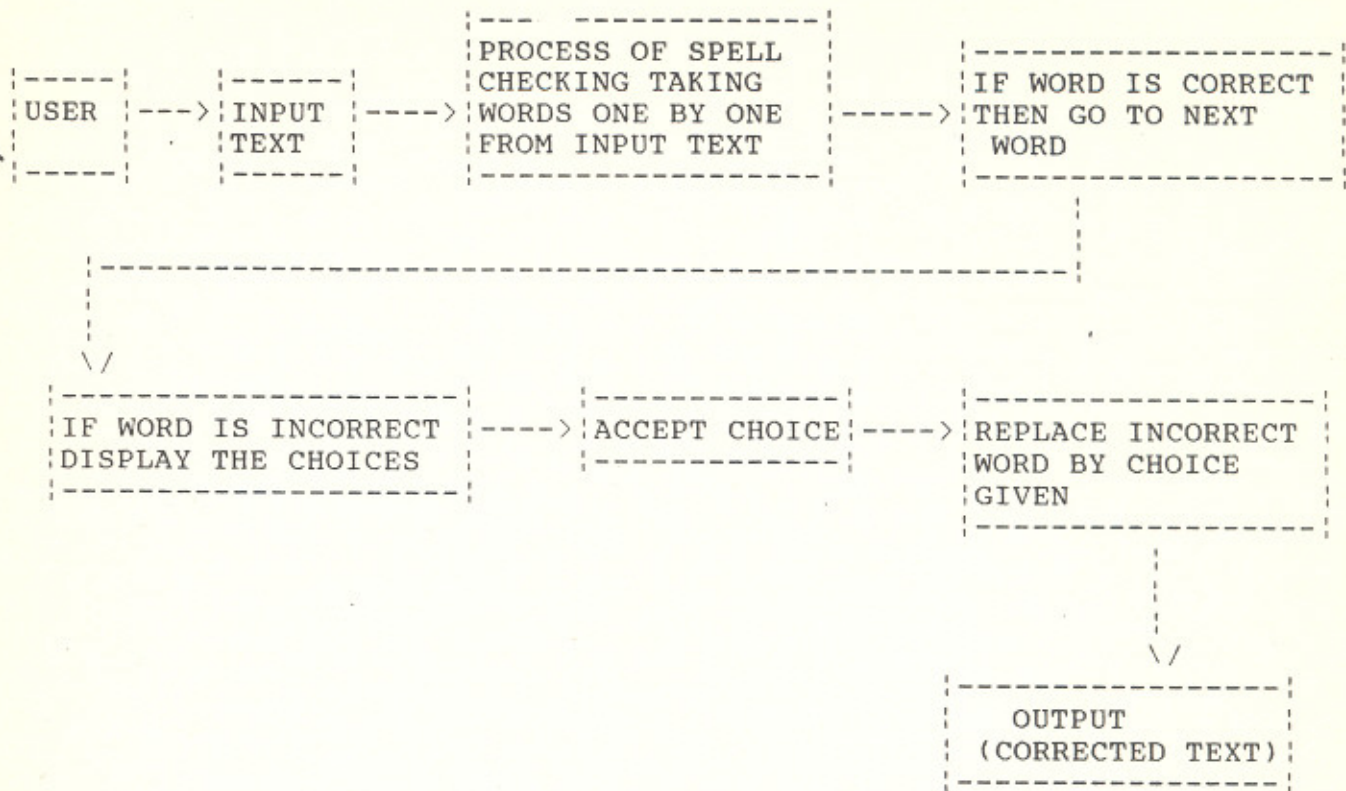 USER
INPUT
TEXT
PROCESS OF SPELL
CHECKING TAKING
WORDS ONE BY ONE
FROM INPUT TEXT
IF WORD IS CORRECT
THEN GO TO NEXT
WORD
IF WORD IS INCORRECT
DISPLAY THE CHOICES
ACCEPT CHOICE
REPLACE INCORRECT
WORD BY CHOICE
GIVEN
OUTPUT
(CORRECTED TEXT)